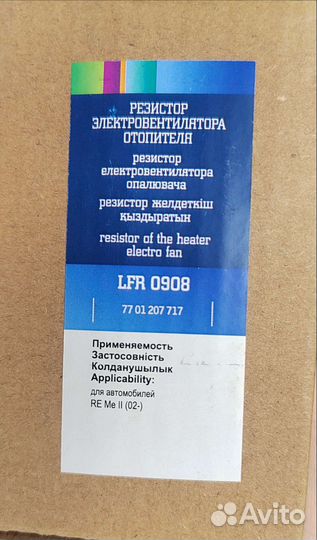 РЕЗИСТОР
ЭЛЕКТРОВЕНТИЛЯТОРА
ОТОПИТЕЛЯ
резистор
електровентилятора
опалювача
резистор желдеткіш
қыздыратын
resistor of the heater
electro fan
LFR 0908
77 01 207 717
Применяемость
Застосовність
Колданушылык
Applicability:
для автомобилей
RE Me II (02-)
Avito